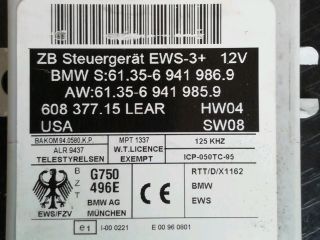 ZB Steuergerät EWS-3+ 12V
BMW S:61.35-6 941 986.9
AW:61.35-6 941 985.9
608 377.15 LEAR HW04
USA SW08
BAKOM 94.0580.K.P.
ALR 9437
TELESTYRELSEN
MPT 1337
W.T.LICENCE
EXEMPT
125 KHZ
ICP-050TC-95
EWS/FZV
B
Z
T
G750
496E
BMW AG
MÜNCHEN
CE
RTT/D/X1162
BMW
EWS
e1 I-00 0221 E 00 96 0801